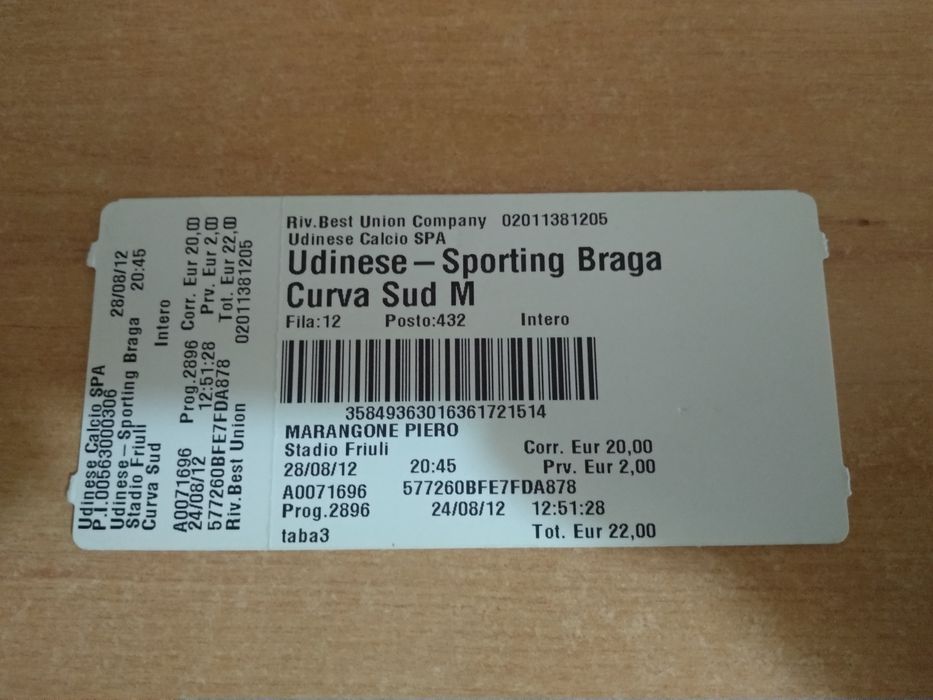 Udinese Calcio SPA
P.I.00563000306
Udinese – Sporting Braga 28/08/12
Stadio Friuli 20:45
Curva Sud Intero
A0071696 Prog.2896 Corr. Eur 20,00
24/08/12 12:51:28 Prv. Eur 2,00
577260BFE7FDA878 Tot. Eur 22,00
Riv.Best Union 02011381205
Riv.Best Union Company 02011381205
Udinese Calcio SPA
Udinese – Sporting Braga
Curva Sud M
Fila:12 Posto:432 Intero
35849363016361721514
MARANGONE PIERO
Stadio Friuli Corr. Eur 20,00
28/08/12 20:45 Prv. Eur 2,00
A0071696 577260BFE7FDA878
Prog.2896 24/08/12 12:51:28
taba3 Tot. Eur 22,00